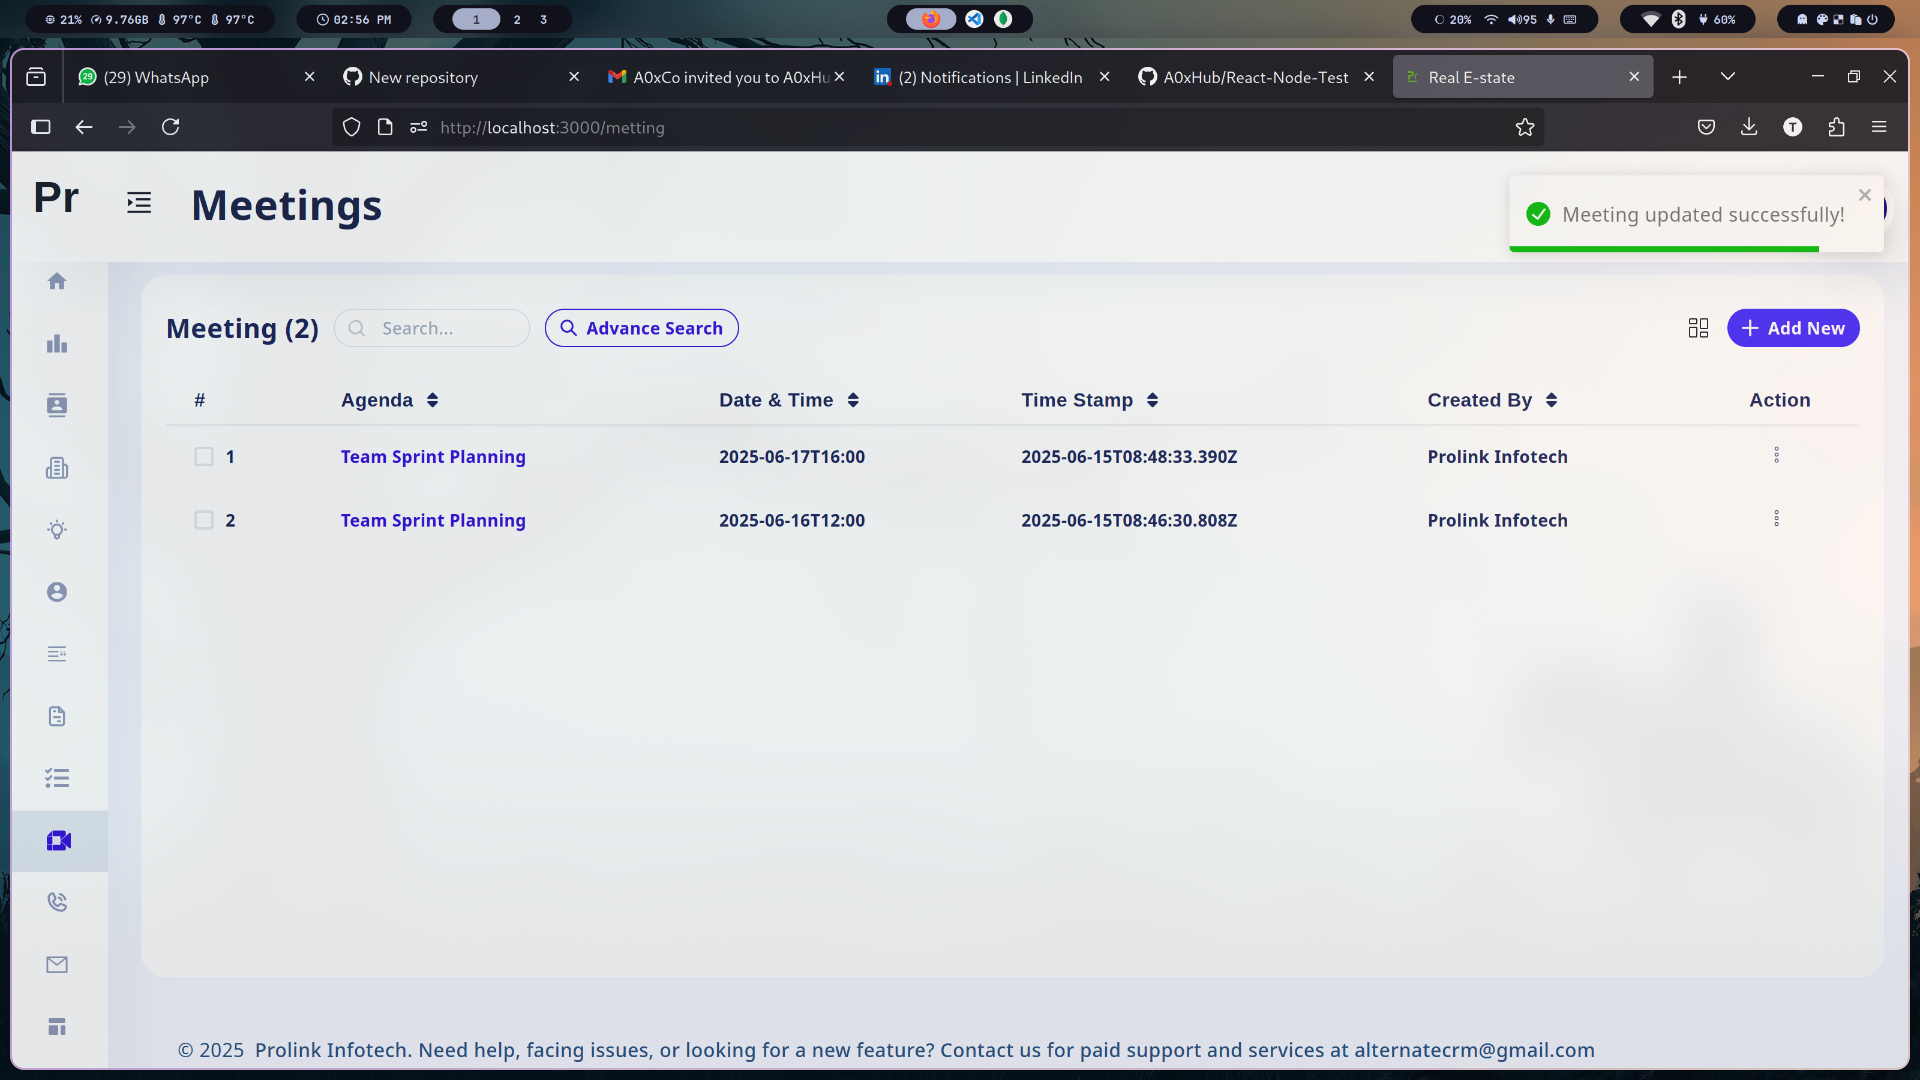 21% 9.76GB 97°C 97°C 02:56 PM 1 2 3 20% 95 60%
29 (29) WhatsApp New repository A0xCo invited you to A0xHu (2) Notifications | LinkedIn A0xHub/React-Node-Test Real E-state
http://localhost:3000/metting T
Pr Meetings
Meeting updated successfully!
Meeting (2) Search... Advance Search Add New
# Agenda Date & Time Time Stamp Created By Action
1 Team Sprint Planning 2025-06-17T16:00 2025-06-15T08:48:33.390Z Prolink Infotech
2 Team Sprint Planning 2025-06-16T12:00 2025-06-15T08:46:30.808Z Prolink Infotech
© 2025 Prolink Infotech. Need help, facing issues, or looking for a new feature? Contact us for paid support and services at alternatecrm@gmail.com